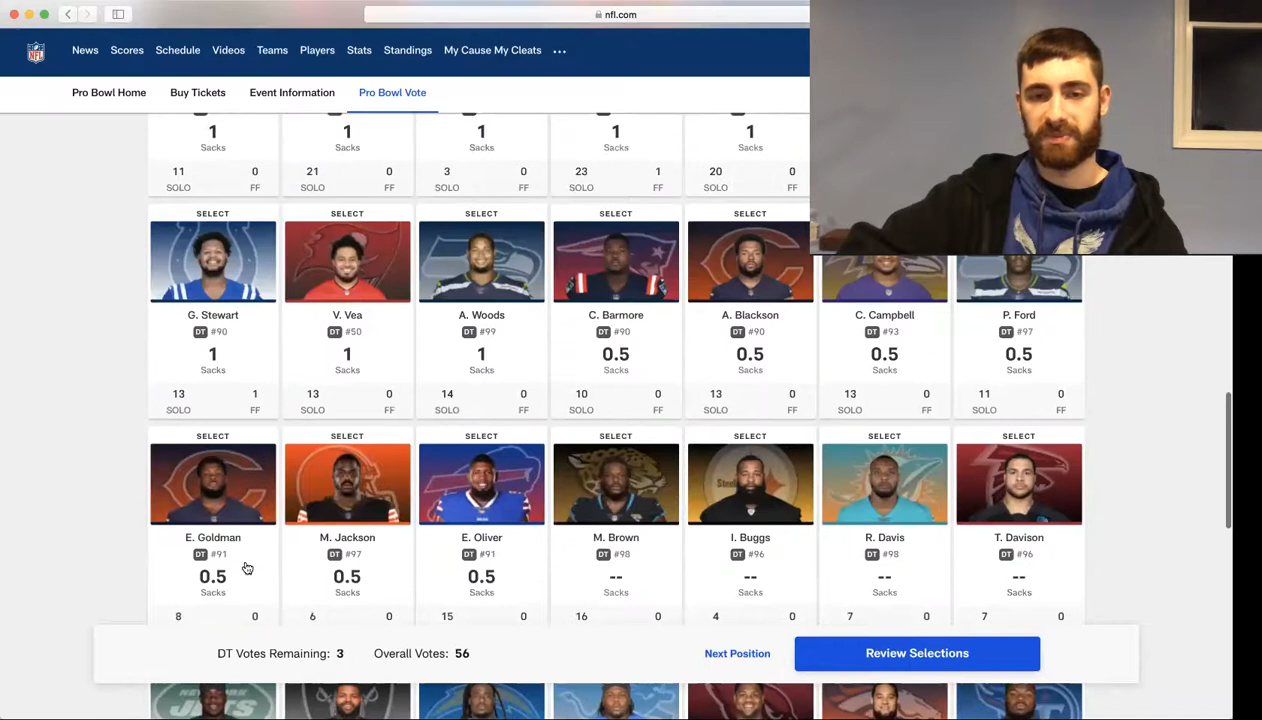 nfl.com
NFL
News Scores Schedule Videos Teams Players Stats Standings My Cause My Cleats ...
Pro Bowl Home Buy Tickets Event Information Pro Bowl Vote
1 1 1 1 1
Sacks Sacks Sacks Sacks Sacks
11 0 21 0 3 0 23 1 20 0
SOLO FF SOLO FF SOLO FF SOLO FF SOLO FF
SELECT SELECT SELECT SELECT SELECT
G. Stewart V. Vea A. Woods C. Barmore A. Blackson C. Campbell P. Ford
DT #90 DT #50 DT #99 DT #90 DT #90 DT #93 DT #97
1 1 1 0.5 0.5 0.5 0.5
Sacks Sacks Sacks Sacks Sacks Sacks Sacks
13 1 13 0 14 0 10 0 13 0 13 0 11 0
SOLO FF SOLO FF SOLO FF SOLO FF SOLO FF SOLO FF SOLO FF
SELECT SELECT SELECT SELECT SELECT SELECT SELECT
Steelers
E. Goldman M. Jackson E. Oliver M. Brown I. Buggs R. Davis T. Davison
DT #91 DT #97 DT #91 DT #98 DT #96 DT #98 DT #96
0.5 0.5 0.5 -- -- -- --
Sacks Sacks Sacks Sacks Sacks Sacks Sacks
8 0 6 0 15 0 16 0 4 0 7 0 7 0
DT Votes Remaining: 3 Overall Votes: 56 Next Position Review Selections